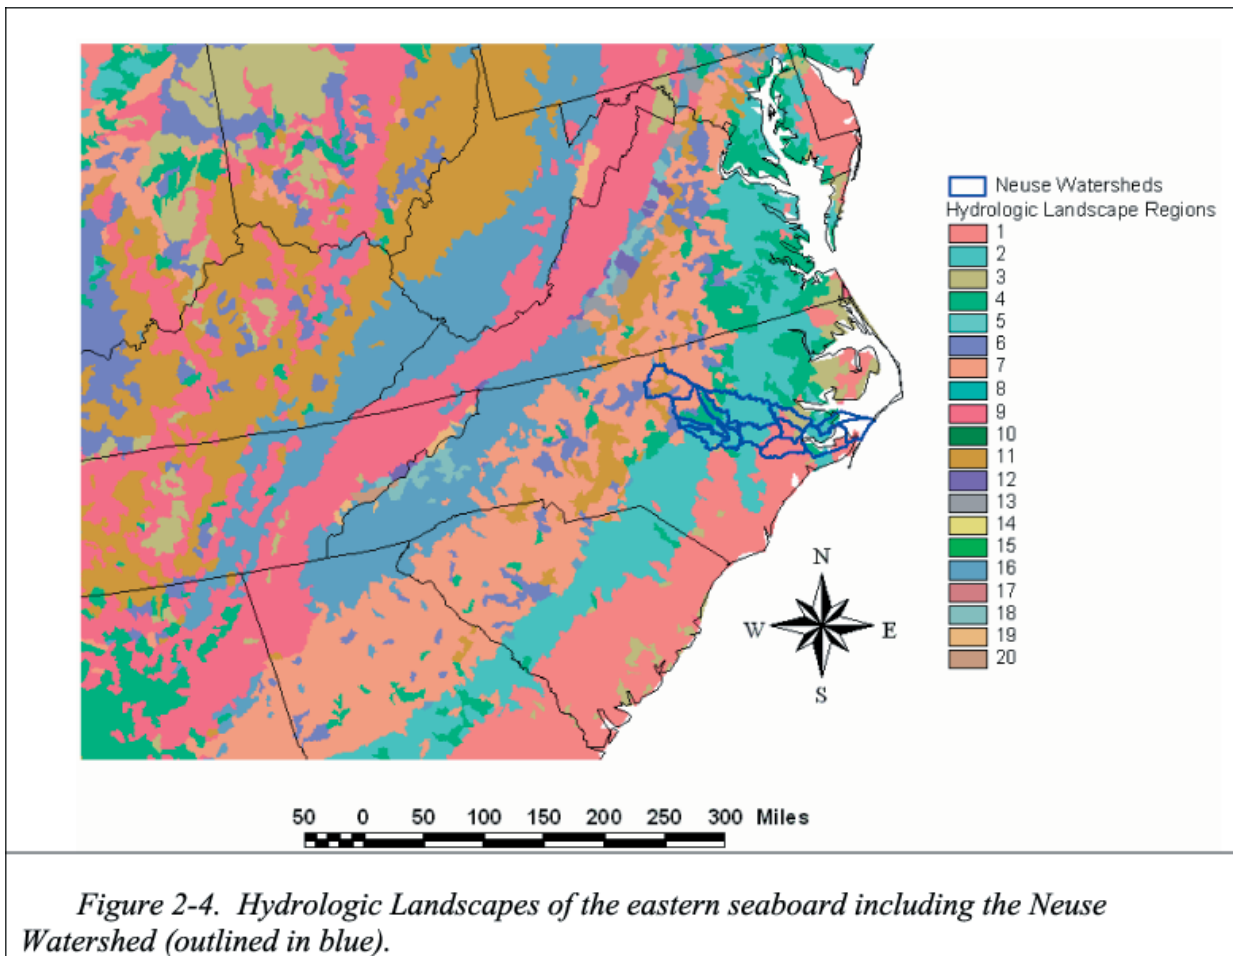 Neuse Watersheds
Hydrologic Landscape Regions
1
2
3
4
5
6
7
8
9
10
11
12
13
14
15
16
17
18
19
20
N
W E
S
50 0 50 100 150 200 250 300 Miles
Figure 2-4. Hydrologic Landscapes of the eastern seaboard including the Neuse
Watershed (outlined in blue).